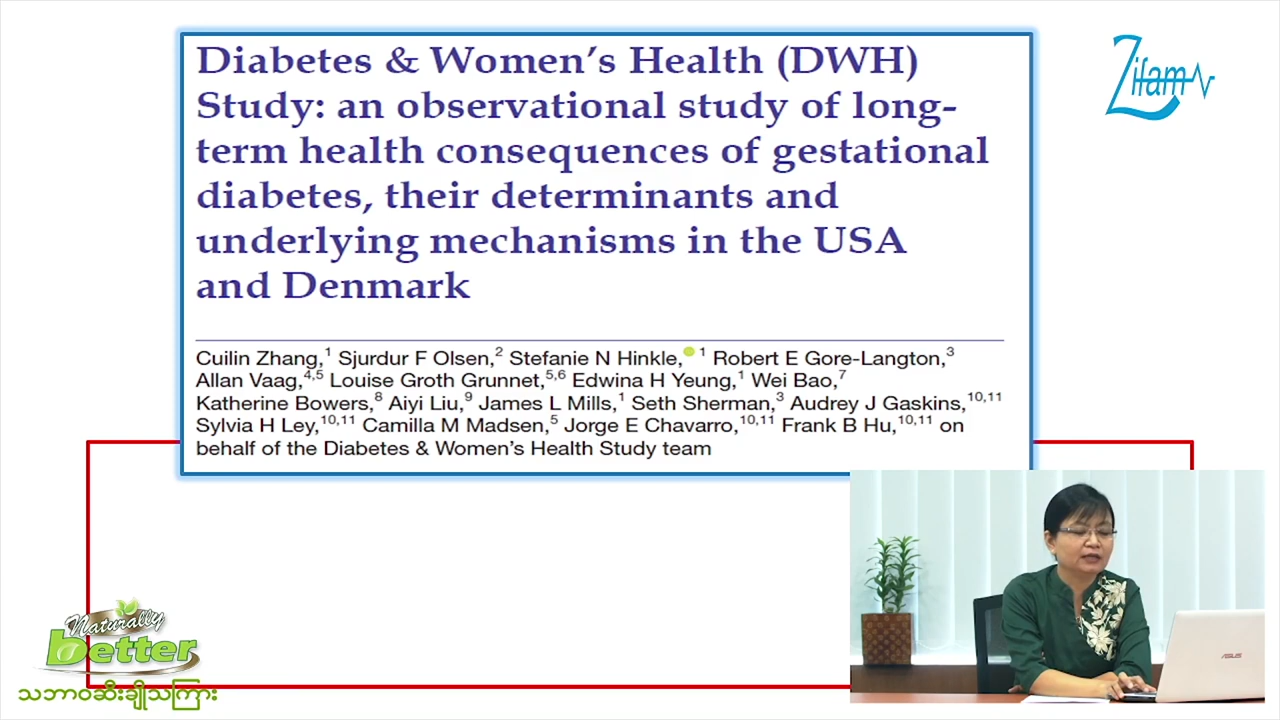 Diabetes & Women's Health (DWH)
Study: an observational study of long-
term health consequences of gestational
diabetes, their determinants and
underlying mechanisms in the USA
and Denmark
Cuilin Zhang,1 Sjurdur F Olsen,2 Stefanie N Hinkle,1 Robert E Gore-Langton,3
Allan Vaag,4,5 Louise Groth Grunnet,5,6 Edwina H Yeung,1 Wei Bao,7
Katherine Bowers,8 Aiyi Liu,9 James L Mills,1 Seth Sherman,3 Audrey J Gaskins,10,11
Sylvia H Ley,10,11 Camilla M Madsen,5 Jorge E Chavarro,10,11 Frank B Hu,10,11 on
behalf of the Diabetes & Women's Health Study team
Zifam
Naturally
better
သဘာဝဆီးချိုသကြား
ASUS